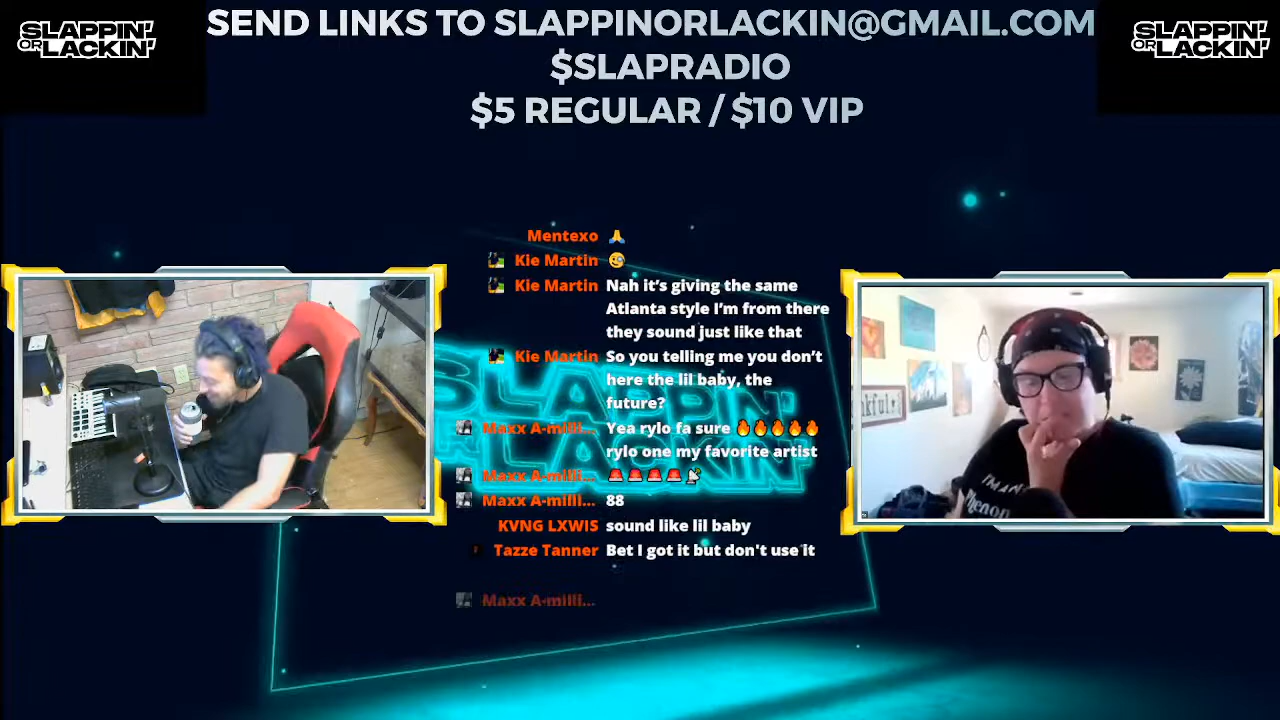 SLAPPIN'
OR LACKIN'
SEND LINKS TO SLAPPINORLACKIN@GMAIL.COM
$SLAPRADIO
$5 REGULAR / $10 VIP
SLAPPIN'
OR LACKIN'
Mentexo 🙏
Kie Martin 🧐
Kie Martin Nah it’s giving the same
Atlanta style I’m from there
they sound just like that
Kie Martin So you telling me you don’t
here the lil baby, the
future?
Maxx A-milli... Yea rylo fa sure 🔥🔥🔥🔥🔥
rylo one my favorite artist
Maxx A-milli... 🚨🚨🚨🚨📡
Maxx A-milli... 88
KVNG LXWIS sound like lil baby
Tazze Tanner Bet I got it but don't use it
Maxx A-milli...
SLAPPIN'
LACKIN'
kful
I'M A
Phenom